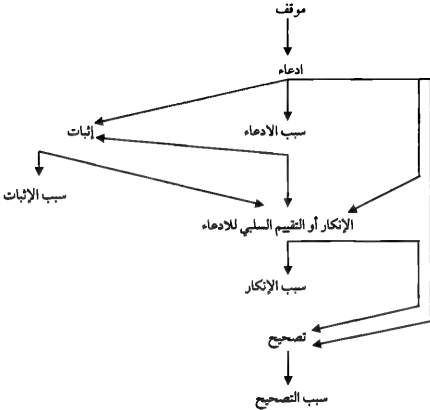 موقف
ادعاء
إثبات
سبب الادعاء
سبب الإثبات
الإنكار أو التقييم السلبي للادعاء
سبب الإنكار
تصحيح
سبب التصحيح